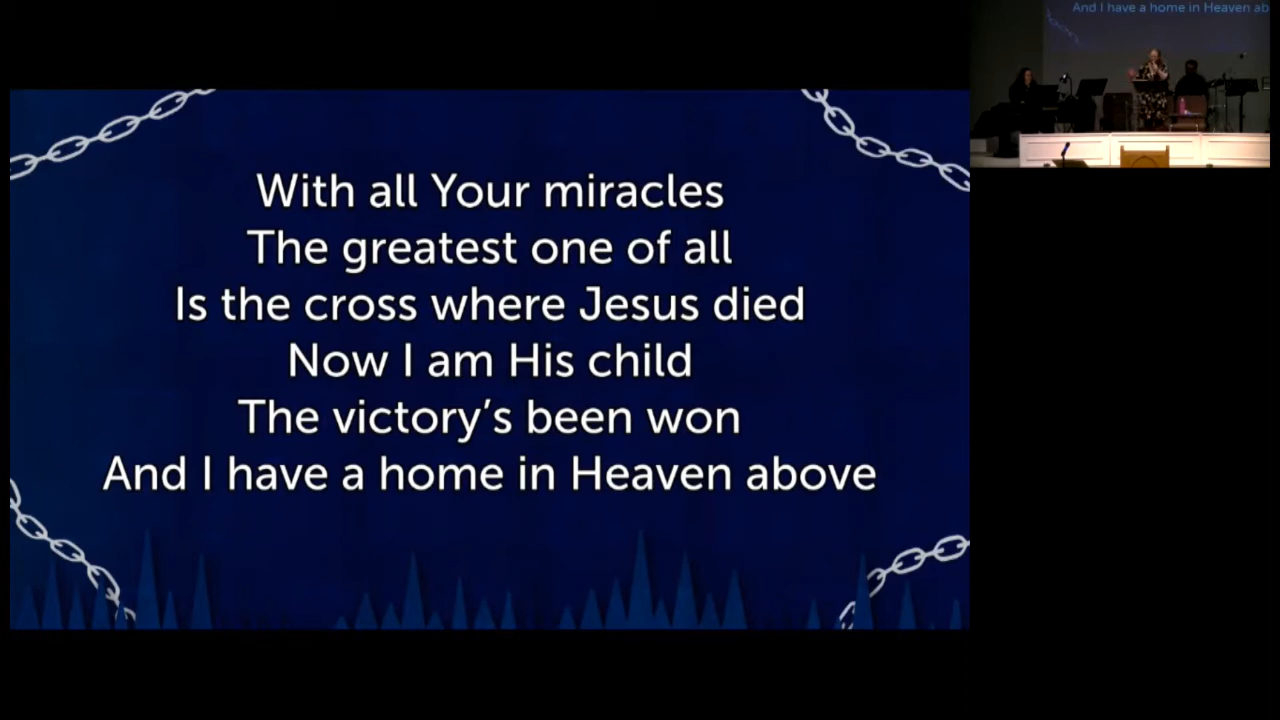 With all Your miracles
The greatest one of all
Is the cross where Jesus died
Now I am His child
The victory's been won
And I have a home in Heaven above
And I have a home in Heaven ab